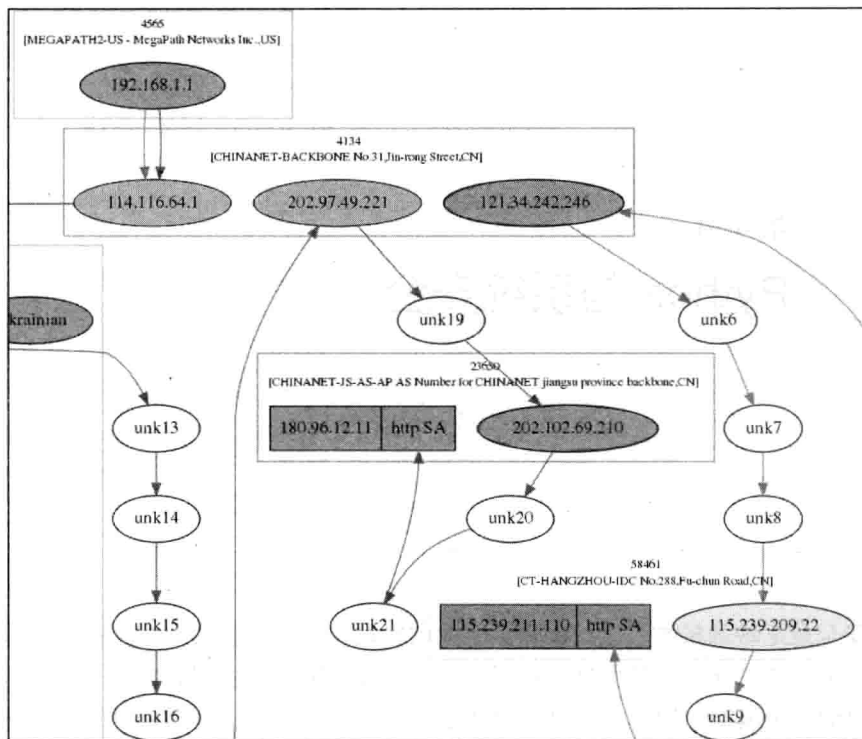 4565
[MEGAPATH2-US - MegaPath Networks Inc.,US]
192.168.1.1
4134
[CHINANET-BACKBONE No.31,Jin-rong Street,CN]
114.116.64.1
202.97.49.221
121.34.242.246
krainian
unk19
unk6
23650
[CHINANET-JS-AS-AP AS Number for CHINANET jiangsu province backbone,CN]
180.96.12.11
http SA
202.102.69.210
unk13
unk7
unk14
unk20
unk8
58461
[CT-HANGZHOU-IDC No.288,Fu-chun Road,CN]
unk15
unk21
115.239.211.110
http SA
115.239.209.22
unk16
unk9